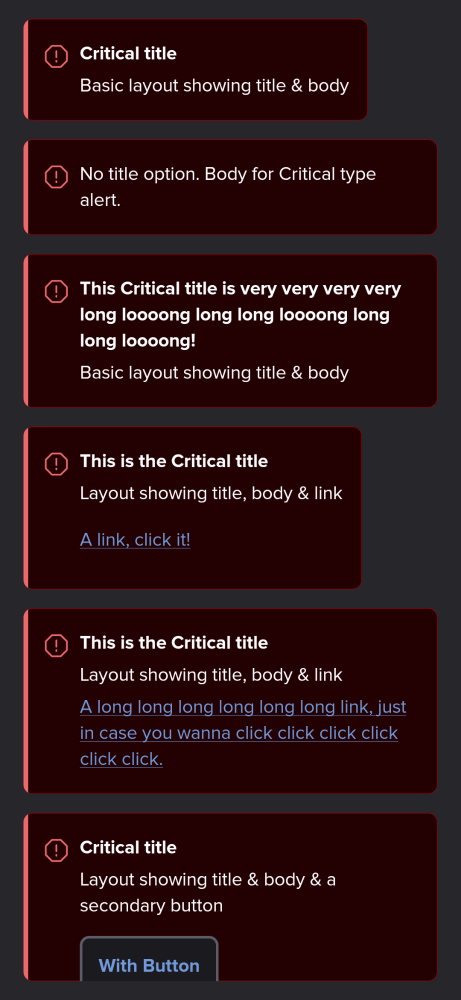 Critical title
Basic layout showing title & body
No title option. Body for Critical type
alert.
This Critical title is very very very very
long loooong long long loooong long
long loooong!
Basic layout showing title & body
This is the Critical title
Layout showing title, body & link
A link, click it!
This is the Critical title
Layout showing title, body & link
A long long long long long long link, just
in case you wanna click click click click
click click.
Critical title
Layout showing title & body & a
secondary button
With Button